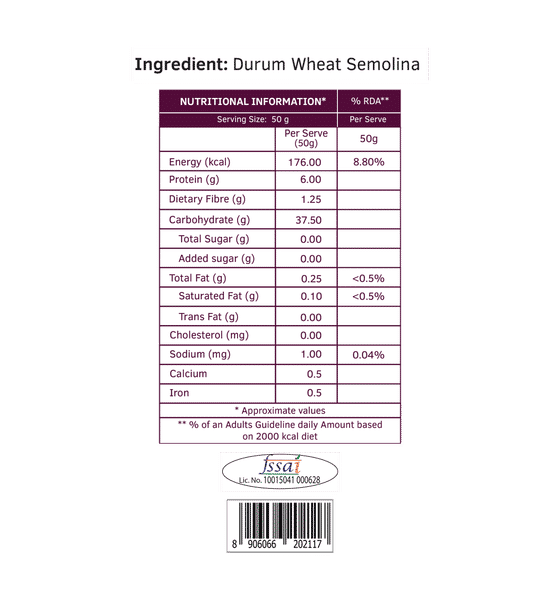 Ingredient: Durum Wheat Semolina
NUTRITIONAL INFORMATION* % RDA**
Serving Size: 50 g Per Serve
Per Serve
(50g) 50g
Energy (kcal) 176.00 8.80%
Protein (g) 6.00
Dietary Fibre (g) 1.25
Carbohydrate (g) 37.50
Total Sugar (g) 0.00
Added sugar (g) 0.00
Total Fat (g) 0.25 <0.5%
Saturated Fat (g) 0.10 <0.5%
Trans Fat (g) 0.00
Cholesterol (mg) 0.00
Sodium (mg) 1.00 0.04%
Calcium 0.5
Iron 0.5
* Approximate values
** % of an Adults Guideline daily Amount based
on 2000 kcal diet
fssai
Lic. No. 10015041 000628
8 906066 202117